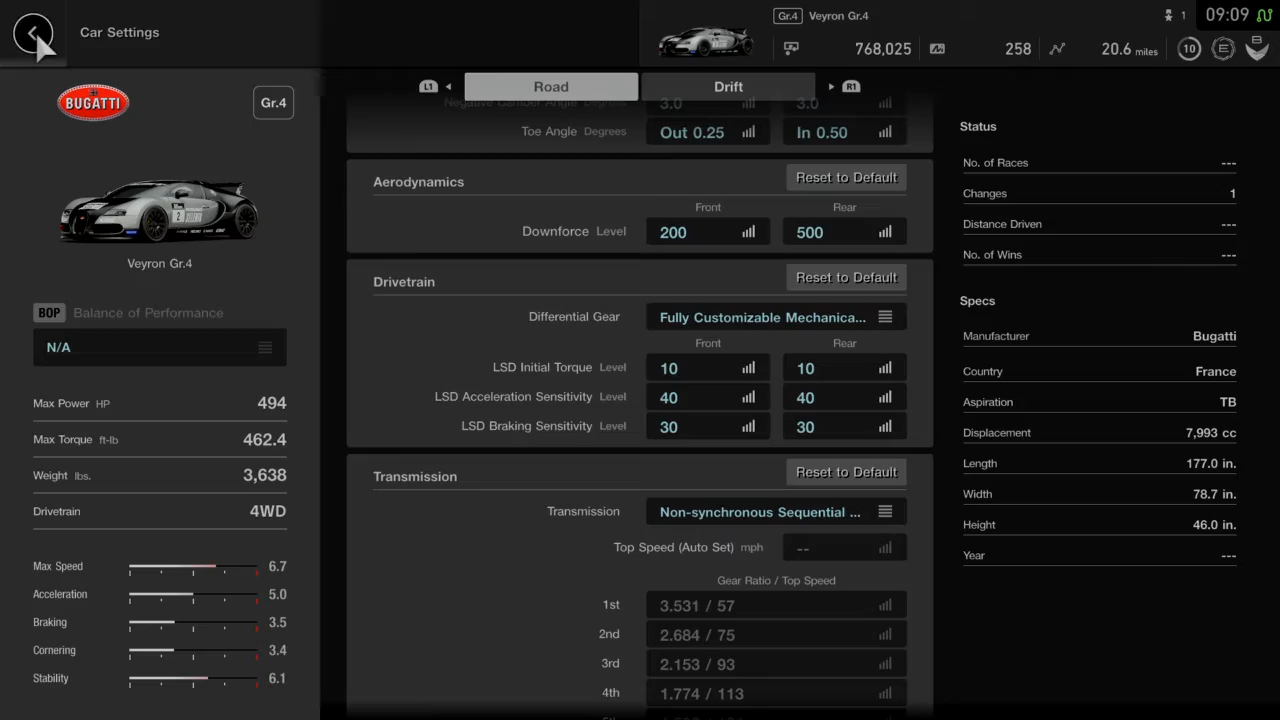 Car Settings
Gr.4 Veyron Gr.4
1 09:09
768,025 258 20.6 miles 10 E B
L1 Road Drift R1
BUGATTI Gr.4
Veyron Gr.4
BOP Balance of Performance
N/A
Max Power HP 494
Max Torque ft-lb 462.4
Weight lbs. 3,638
Drivetrain 4WD
Max Speed 6.7
Acceleration 5.0
Braking 3.5
Cornering 3.4
Stability 6.1
Negative Camber Angle Degrees 3.0 3.0
Toe Angle Degrees Out 0.25 In 0.50
Aerodynamics Reset to Default
Front Rear
Downforce Level 200 500
Drivetrain Reset to Default
Differential Gear Fully Customizable Mechanica...
Front Rear
LSD Initial Torque Level 10 10
LSD Acceleration Sensitivity Level 40 40
LSD Braking Sensitivity Level 30 30
Transmission Reset to Default
Transmission Non-synchronous Sequential ...
Top Speed (Auto Set) mph --
Gear Ratio / Top Speed
1st 3.531 / 57
2nd 2.684 / 75
3rd 2.153 / 93
4th 1.774 / 113
Status
No. of Races ---
Changes 1
Distance Driven ---
No. of Wins ---
Specs
Manufacturer Bugatti
Country France
Aspiration TB
Displacement 7,993 cc
Length 177.0 in.
Width 78.7 in.
Height 46.0 in.
Year ---